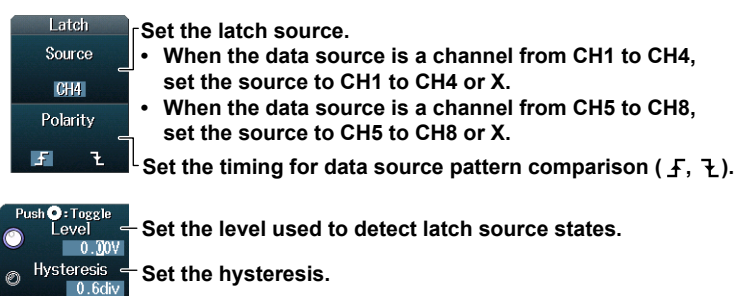 Latch
Set the latch source.
Source
• When the data source is a channel from CH1 to CH4,
set the source to CH1 to CH4 or X.
CH4
• When the data source is a channel from CH5 to CH8,
set the source to CH5 to CH8 or X.
Polarity
Set the timing for data source pattern comparison ( , ).
Push :Toggle
Level
Set the level used to detect latch source states.
0.00V
Hysteresis
Set the hysteresis.
0.6div